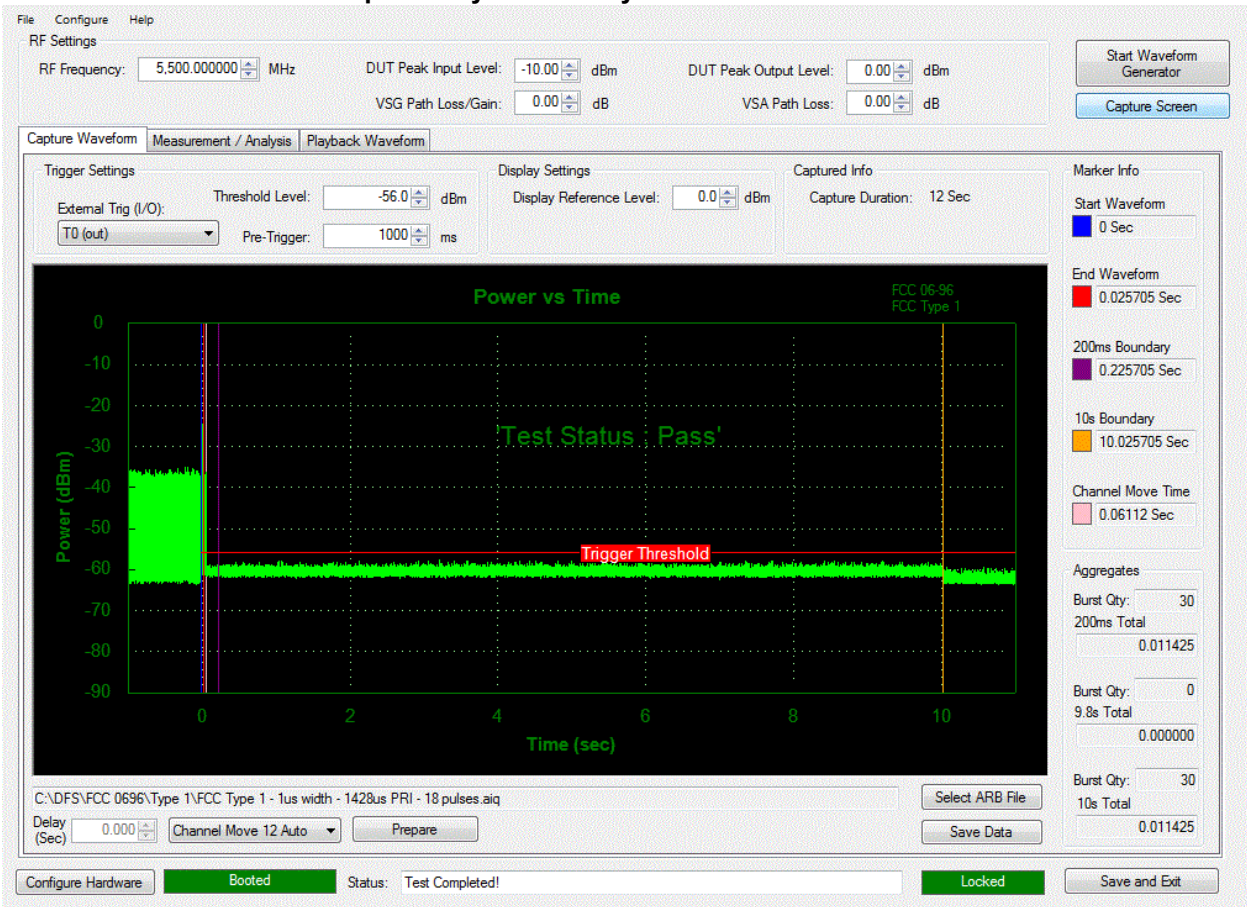 File Configure Help
RF Settings
RF Frequency: 5,500.000000 MHz DUT Peak Input Level: -10.00 dBm DUT Peak Output Level: 0.00 dBm
VSG Path Loss/Gain: 0.00 dB VSA Path Loss: 0.00 dB
Start Waveform
Generator
Capture Screen
Capture Waveform Measurement / Analysis Playback Waveform
Trigger Settings
Threshold Level: -56.0 dBm
External Trig (I/O):
T0 (out) Pre-Trigger: 1000 ms
Display Settings
Display Reference Level: 0.0 dBm
Captured Info
Capture Duration: 12 Sec
Marker Info
Start Waveform
0 Sec
End Waveform
0.025705 Sec
200ms Boundary
0.225705 Sec
10s Boundary
10.025705 Sec
Channel Move Time
0.06112 Sec
Power vs Time
FCC 06-96
FCC Type 1
0
-10
-20
-30
-40
-50
-60
-70
-80
-90
Power (dBm)
'Test Status : Pass'
Trigger Threshold
0 2 4 6 8 10
Time (sec)
Aggregates
Burst Qty: 30
200ms Total
0.011425
Burst Qty: 0
9.8s Total
0.000000
Burst Qty: 30
10s Total
0.011425
C:\DFS\FCC 0696\Type 1\FCC Type 1 - 1us width - 1428us PRI - 18 pulses.aiq
Select ARB File
Delay
(Sec) 0.000 Channel Move 12 Auto Prepare
Save Data
Configure Hardware Booted Status: Test Completed! Locked Save and Exit